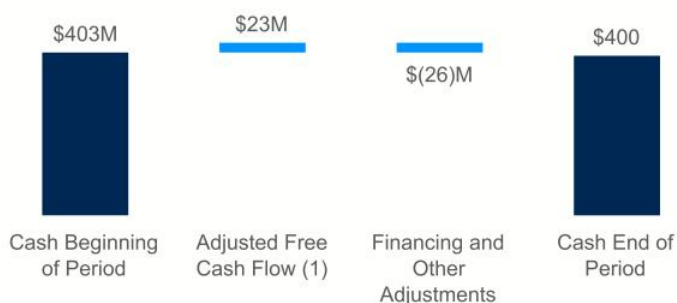 $403M
$23M
$(26)M
$400
Cash Beginning
of Period
Adjusted Free
Cash Flow (1)
Financing and
Other
Adjustments
Cash End of
Period